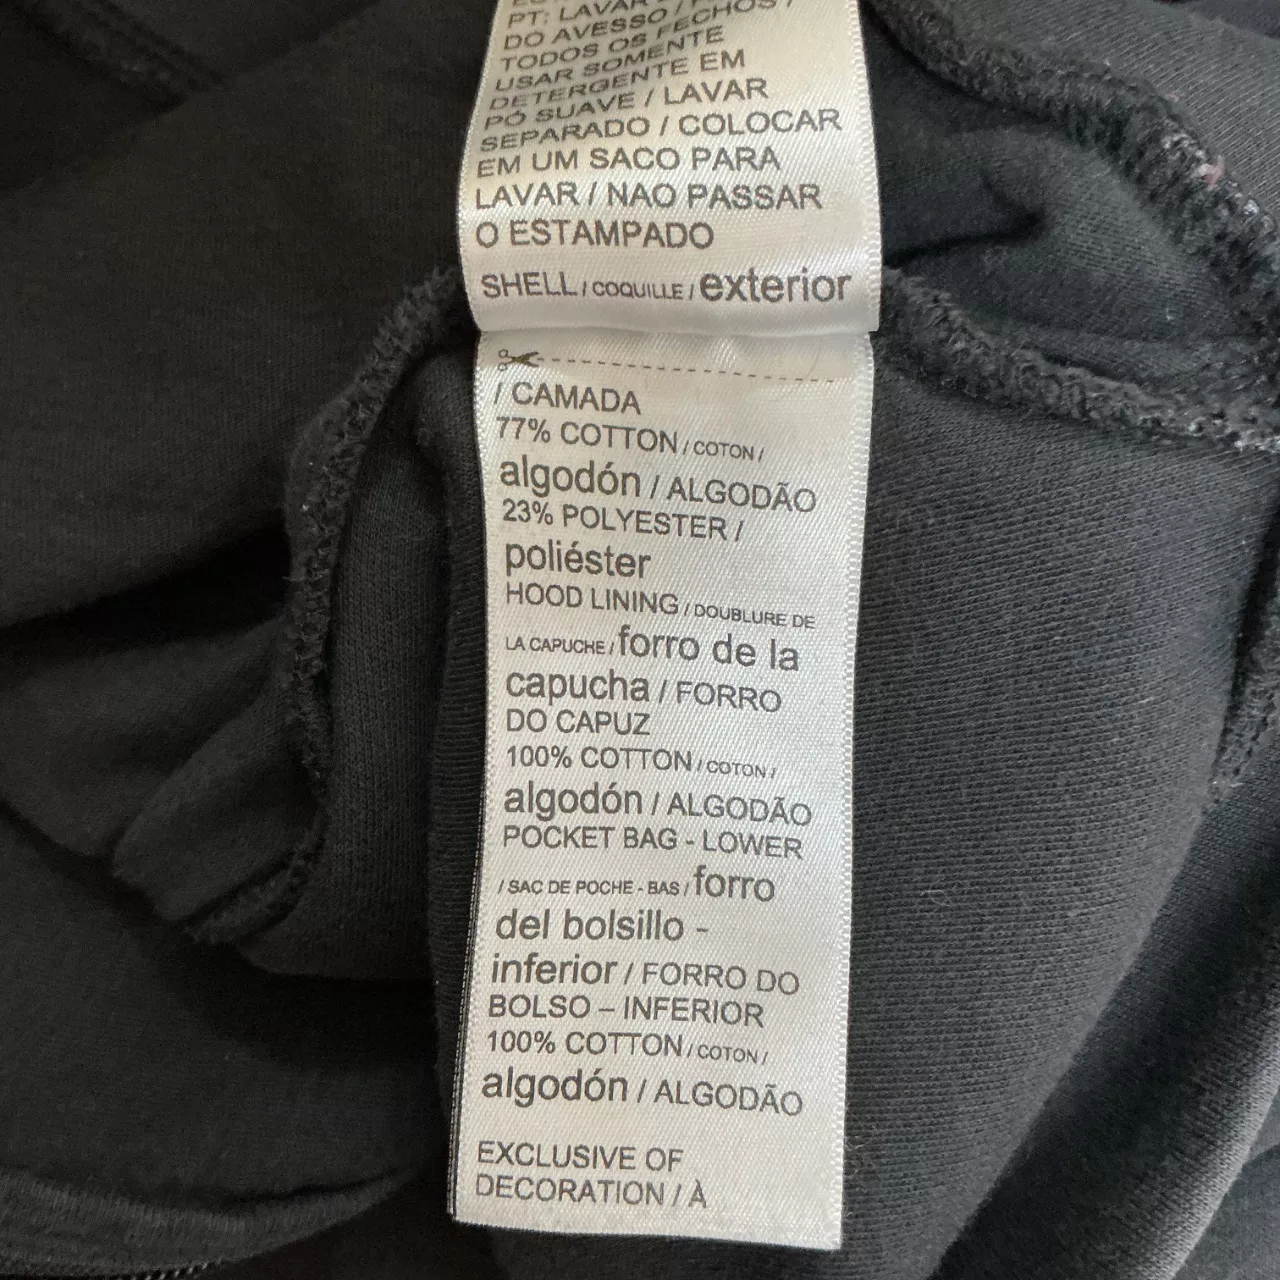 PT: LAVAR
DO AVESSO /
TODOS OS FECHOS /
USAR SOMENTE
DETERGENTE EM
PÓ SUAVE / LAVAR
SEPARADO / COLOCAR
EM UM SACO PARA
LAVAR / NAO PASSAR
O ESTAMPADO
SHELL / COQUILLE / exterior
/ CAMADA
77% COTTON / COTON /
algodón / ALGODÃO
23% POLYESTER /
poliéster
HOOD LINING / DOUBLURE DE
LA CAPUCHE / forro de la
capucha / FORRO
DO CAPUZ
100% COTTON / COTON /
algodón / ALGODÃO
POCKET BAG - LOWER
/ SAC DE POCHE - BAS / forro
del bolsillo -
inferior / FORRO DO
BOLSO – INFERIOR
100% COTTON / COTON /
algodón / ALGODÃO
EXCLUSIVE OF
DECORATION / À